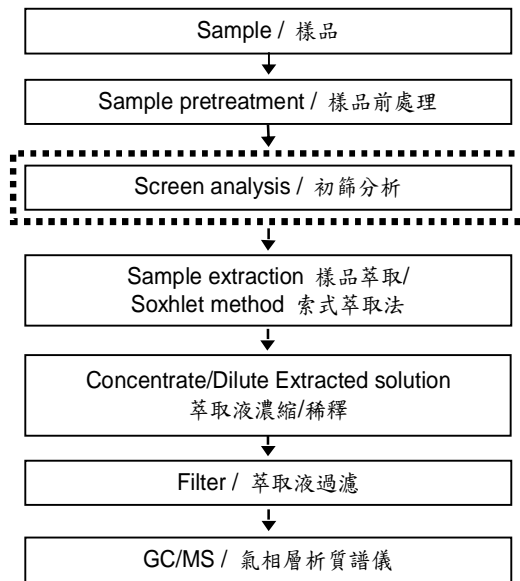 Sample / 樣品
Sample pretreatment / 樣品前處理
Screen analysis / 初篩分析
Sample extraction 樣品萃取/
Soxhlet method 索式萃取法
Concentrate/Dilute Extracted solution
萃取液濃縮/稀釋
Filter / 萃取液過濾
GC/MS / 氣相層析質譜儀